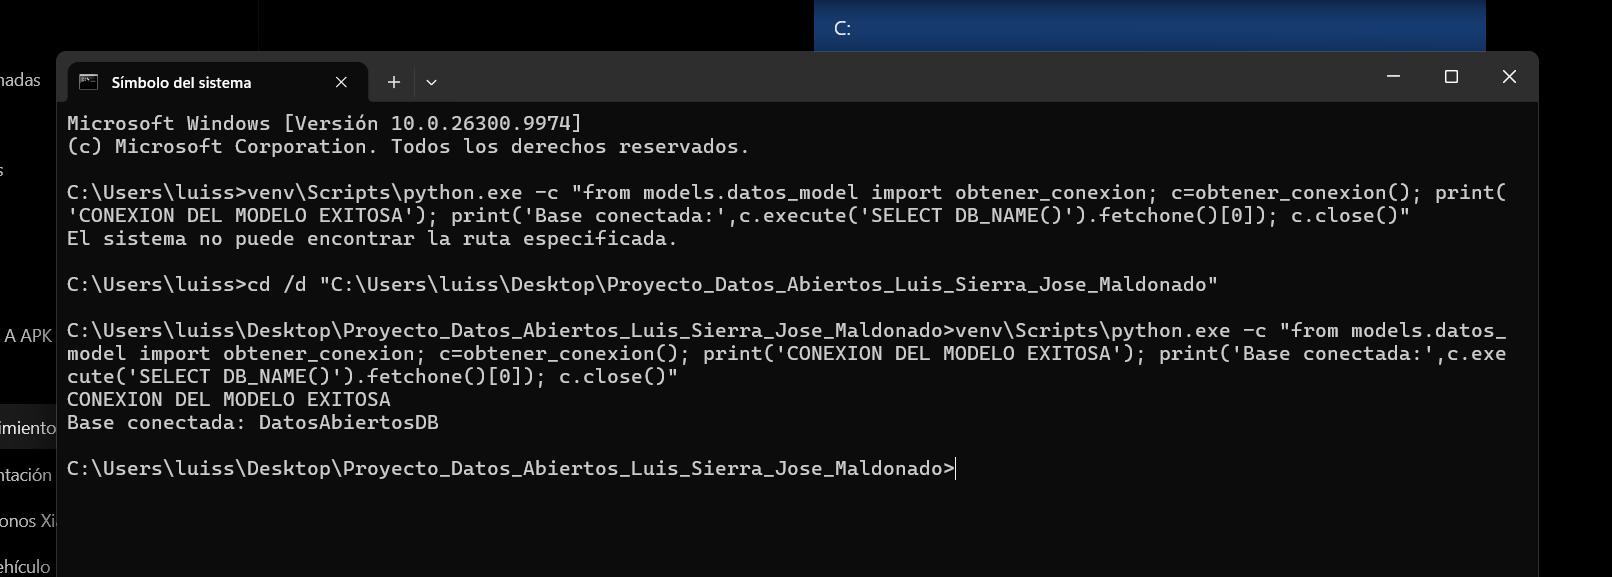 C:
nadas
Símbolo del sistema
Microsoft Windows [Versión 10.0.26300.9974]
(c) Microsoft Corporation. Todos los derechos reservados.
s
C:\Users\luiss>venv\Scripts\python.exe -c "from models.datos_model import obtener_conexion; c=obtener_conexion(); print(
'CONEXION DEL MODELO EXITOSA'); print('Base conectada:',c.execute('SELECT DB_NAME()').fetchone()[0]); c.close()"
El sistema no puede encontrar la ruta especificada.
C:\Users\luiss>cd /d "C:\Users\luiss\Desktop\Proyecto_Datos_Abiertos_Luis_Sierra_Jose_Maldonado"
A APK
C:\Users\luiss\Desktop\Proyecto_Datos_Abiertos_Luis_Sierra_Jose_Maldonado>venv\Scripts\python.exe -c "from models.datos_
model import obtener_conexion; c=obtener_conexion(); print('CONEXION DEL MODELO EXITOSA'); print('Base conectada:',c.exe
cute('SELECT DB_NAME()').fetchone()[0]); c.close()"
CONEXION DEL MODELO EXITOSA
Base conectada: DatosAbiertosDB
imiento
C:\Users\luiss\Desktop\Proyecto_Datos_Abiertos_Luis_Sierra_Jose_Maldonado>
ntación
onos Xi
ehículo